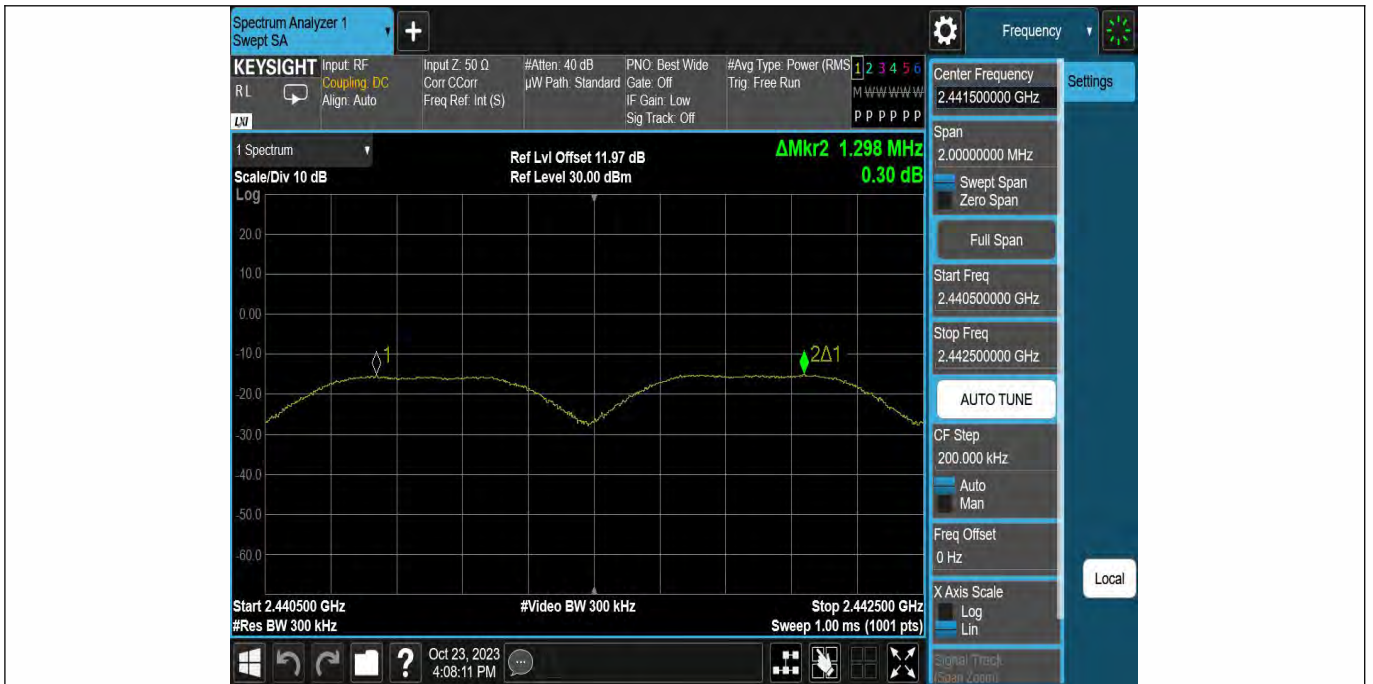 Spectrum Analyzer 1
Swept SA
+
Frequency
KEYSIGHT
RL
LXI
Input: RF
Coupling: DC
Align: Auto
Input Z: 50 Ω
Corr CCorr
Freq Ref: Int (S)
#Atten: 40 dB
µW Path: Standard
PNO: Best Wide
Gate: Off
IF Gain: Low
Sig Track: Off
#Avg Type: Power (RMS
Trig: Free Run
1 2 3 4 5 6
M W W W W W
P P P P P P
1 Spectrum
Scale/Div 10 dB
Log
Ref Lvl Offset 11.97 dB
Ref Level 30.00 dBm
ΔMkr2 1.298 MHz
0.30 dB
20.0
10.0
0.00
-10.0
-20.0
-30.0
-40.0
-50.0
-60.0
1
2Δ1
Start 2.440500 GHz
#Res BW 300 kHz
#Video BW 300 kHz
Stop 2.442500 GHz
Sweep 1.00 ms (1001 pts)
Center Frequency
2.441500000 GHz
Settings
Span
2.00000000 MHz
Swept Span
Zero Span
Full Span
Start Freq
2.440500000 GHz
Stop Freq
2.442500000 GHz
AUTO TUNE
CF Step
200.000 kHz
Auto
Man
Freq Offset
0 Hz
Local
X Axis Scale
Log
Lin
Signal Track
(Span Zoom)
?
Oct 23, 2023
4:08:11 PM